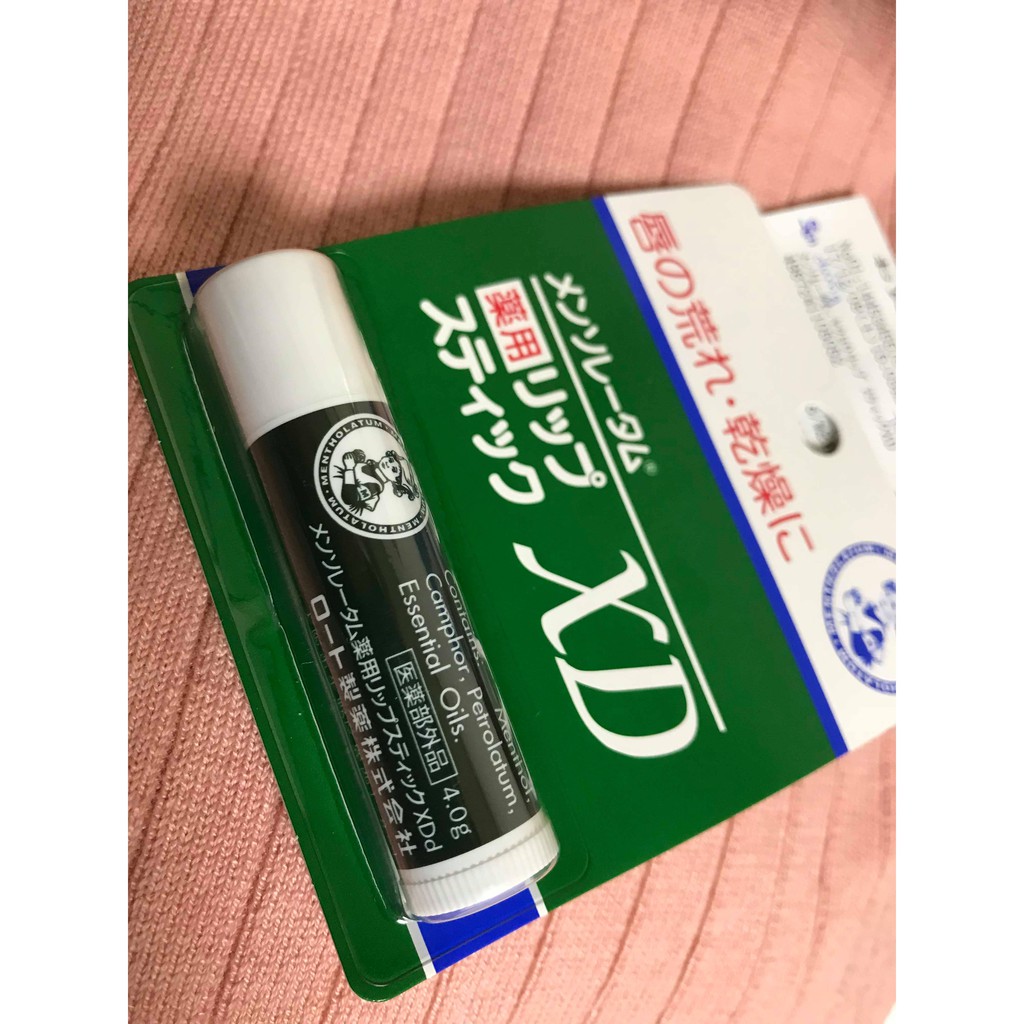 唇の荒れ・乾燥に
メンソレータム®
薬用リップ
スティック
XD
MENTHOLATUM
MENTHOLATUM
Contains: Menthol,
Camphor, Petrolatum,
Essential Oils.
医薬部外品 4.0g
メンソレータム薬用リップスティックXDd
ロート製薬株式会社